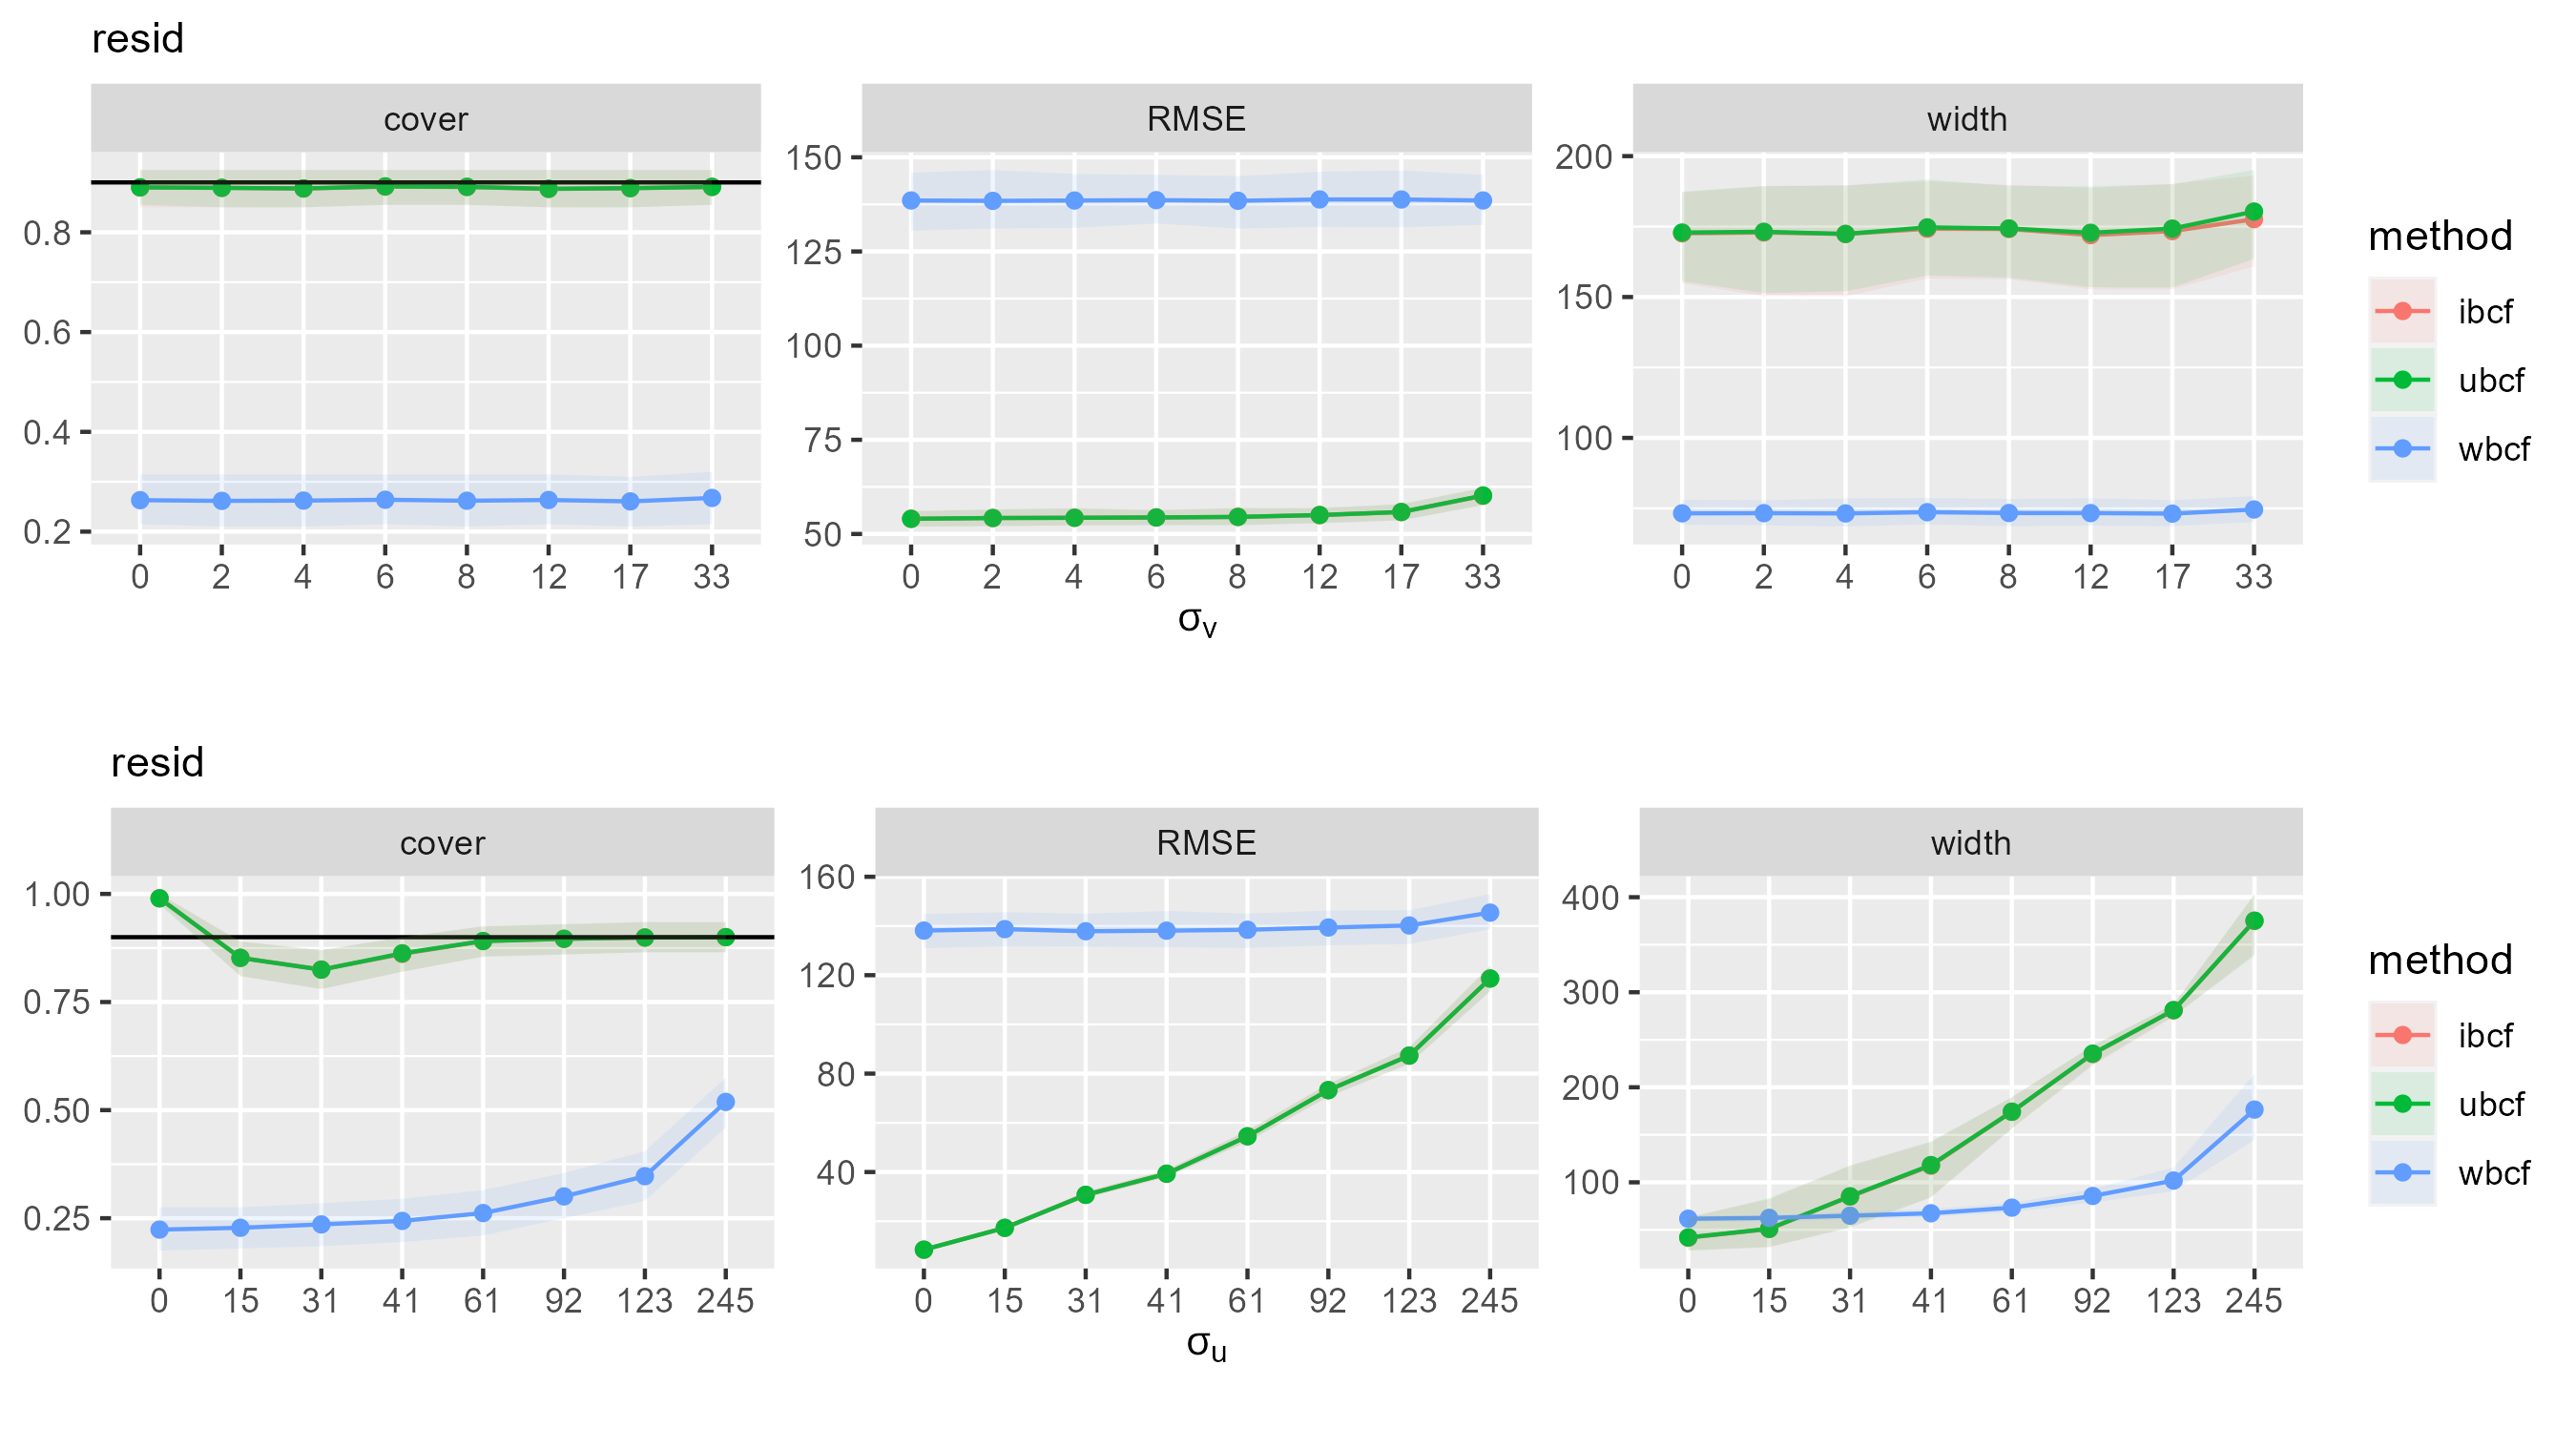 resid
cover RMSE width
150 200
0.8 125 150
0.6 100
0.4 75 100
0.2 50
0 2 4 6 8 12 17 33 0 2 4 6 8 12 17 33 0 2 4 6 8 12 17 33
σv
method
ibcf
ubcf
wbcf
resid
cover RMSE width
1.00 160 400
0.75 120 300
0.50 80 200
0.25 40 100
0 15 31 41 61 92 123 245 0 15 31 41 61 92 123 245 0 15 31 41 61 92 123 245
σu
method
ibcf
ubcf
wbcf